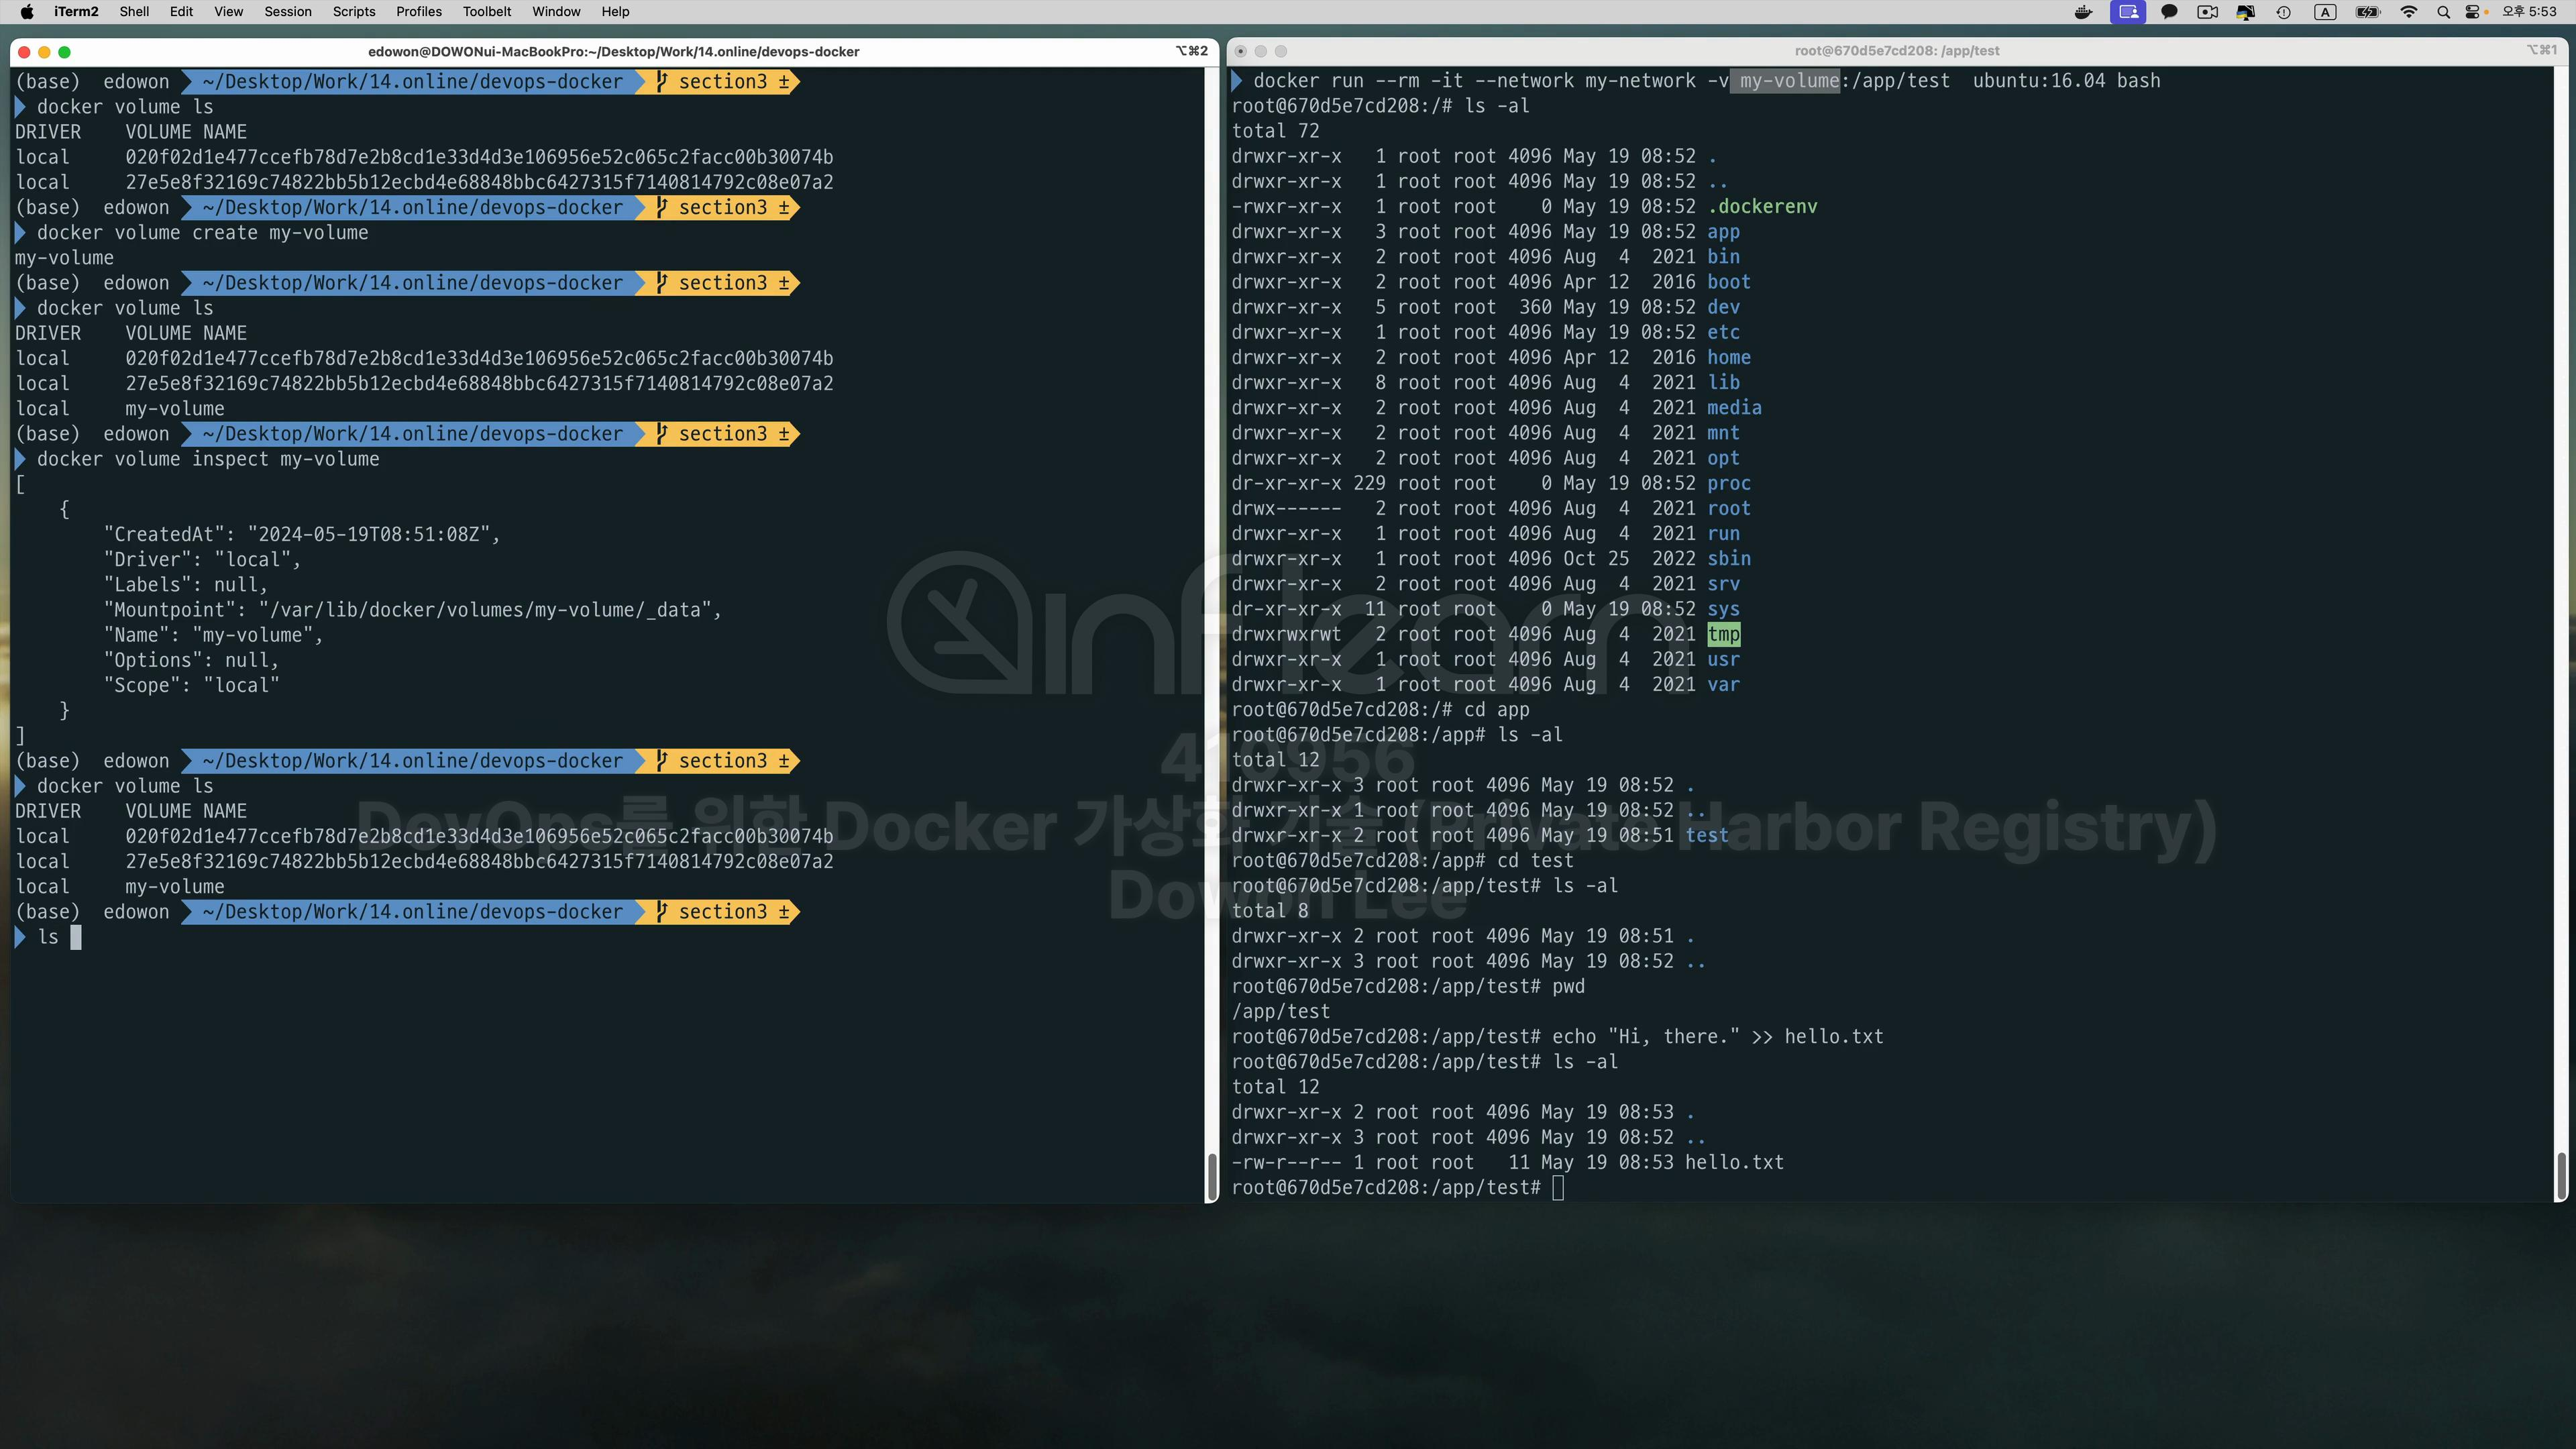 iTerm2 Shell Edit View Session Scripts Profiles Toolbelt Window Help
A 오후 5:53
edowon@DOWONui-MacBookPro:~/Desktop/Work/14.online/devops-docker ⌥⌘2
(base) edowon ~/Desktop/Work/14.online/devops-docker section3 ±
docker volume ls
DRIVER VOLUME NAME
local 020f02d1e477ccefb78d7e2b8cd1e33d4d3e106956e52c065c2facc00b30074b
local 27e5e8f32169c74822bb5b12ecbd4e68848bbc6427315f7140814792c08e07a2
(base) edowon ~/Desktop/Work/14.online/devops-docker section3 ±
docker volume create my-volume
my-volume
(base) edowon ~/Desktop/Work/14.online/devops-docker section3 ±
docker volume ls
DRIVER VOLUME NAME
local 020f02d1e477ccefb78d7e2b8cd1e33d4d3e106956e52c065c2facc00b30074b
local 27e5e8f32169c74822bb5b12ecbd4e68848bbc6427315f7140814792c08e07a2
local my-volume
(base) edowon ~/Desktop/Work/14.online/devops-docker section3 ±
docker volume inspect my-volume
[
{
"CreatedAt": "2024-05-19T08:51:08Z",
"Driver": "local",
"Labels": null,
"Mountpoint": "/var/lib/docker/volumes/my-volume/_data",
"Name": "my-volume",
"Options": null,
"Scope": "local"
}
]
(base) edowon ~/Desktop/Work/14.online/devops-docker section3 ±
docker volume ls
DRIVER VOLUME NAME
local 020f02d1e477ccefb78d7e2b8cd1e33d4d3e106956e52c065c2facc00b30074b
local 27e5e8f32169c74822bb5b12ecbd4e68848bbc6427315f7140814792c08e07a2
local my-volume
(base) edowon ~/Desktop/Work/14.online/devops-docker section3 ±
ls
root@670d5e7cd208: /app/test ⌥⌘1
docker run --rm -it --network my-network -v my-volume:/app/test ubuntu:16.04 bash
root@670d5e7cd208:/# ls -al
total 72
drwxr-xr-x 1 root root 4096 May 19 08:52 .
drwxr-xr-x 1 root root 4096 May 19 08:52 ..
-rwxr-xr-x 1 root root 0 May 19 08:52 .dockerenv
drwxr-xr-x 3 root root 4096 May 19 08:52 app
drwxr-xr-x 2 root root 4096 Aug 4 2021 bin
drwxr-xr-x 2 root root 4096 Apr 12 2016 boot
drwxr-xr-x 5 root root 360 May 19 08:52 dev
drwxr-xr-x 1 root root 4096 May 19 08:52 etc
drwxr-xr-x 2 root root 4096 Apr 12 2016 home
drwxr-xr-x 8 root root 4096 Aug 4 2021 lib
drwxr-xr-x 2 root root 4096 Aug 4 2021 media
drwxr-xr-x 2 root root 4096 Aug 4 2021 mnt
drwxr-xr-x 2 root root 4096 Aug 4 2021 opt
dr-xr-xr-x 229 root root 0 May 19 08:52 proc
drwx------ 2 root root 4096 Aug 4 2021 root
drwxr-xr-x 1 root root 4096 Aug 4 2021 run
drwxr-xr-x 1 root root 4096 Oct 25 2022 sbin
drwxr-xr-x 2 root root 4096 Aug 4 2021 srv
dr-xr-xr-x 11 root root 0 May 19 08:52 sys
drwxrwxrwt 2 root root 4096 Aug 4 2021 tmp
drwxr-xr-x 1 root root 4096 Aug 4 2021 usr
drwxr-xr-x 1 root root 4096 Aug 4 2021 var
root@670d5e7cd208:/# cd app
root@670d5e7cd208:/app# ls -al
total 12
drwxr-xr-x 3 root root 4096 May 19 08:52 .
drwxr-xr-x 1 root root 4096 May 19 08:52 ..
drwxr-xr-x 2 root root 4096 May 19 08:51 test
root@670d5e7cd208:/app# cd test
root@670d5e7cd208:/app/test# ls -al
total 8
drwxr-xr-x 2 root root 4096 May 19 08:51 .
drwxr-xr-x 3 root root 4096 May 19 08:52 ..
root@670d5e7cd208:/app/test# pwd
/app/test
root@670d5e7cd208:/app/test# echo "Hi, there." >> hello.txt
root@670d5e7cd208:/app/test# ls -al
total 12
drwxr-xr-x 2 root root 4096 May 19 08:53 .
drwxr-xr-x 3 root root 4096 May 19 08:52 ..
-rw-r--r-- 1 root root 11 May 19 08:53 hello.txt
root@670d5e7cd208:/app/test#
inflearn
410956
DevOps를 위한 Docker 가상화 기술 (Private Harbor Registry)
Dowon Lee